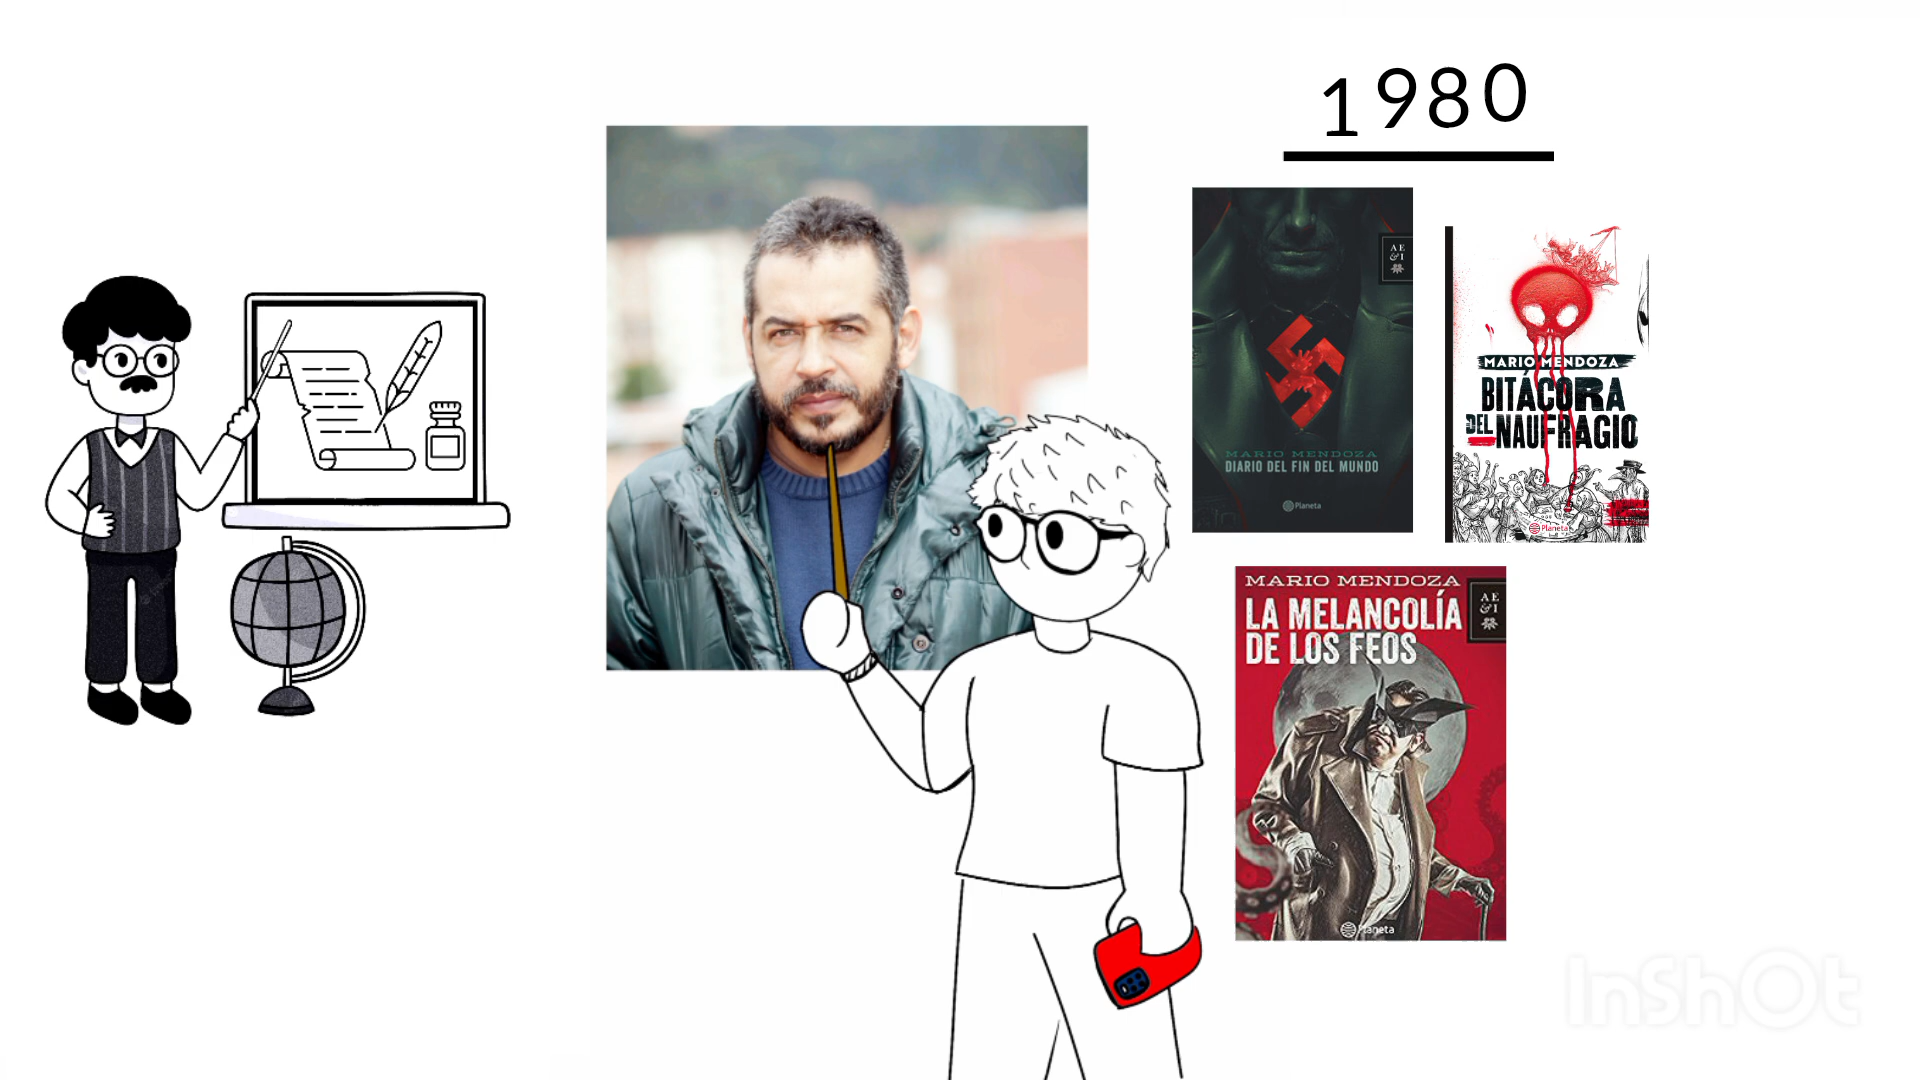 1980
AE
&I
MARIO MENDOZA
DIARIO DEL FIN DEL MUNDO
Planeta
MARIO MENDOZA
BITÁCORA
DEL NAUFRAGIO
Planeta
MARIO MENDOZA
LA MELANCOLÍA
DE LOS FEOS
AE
&I
Planeta
InShOt